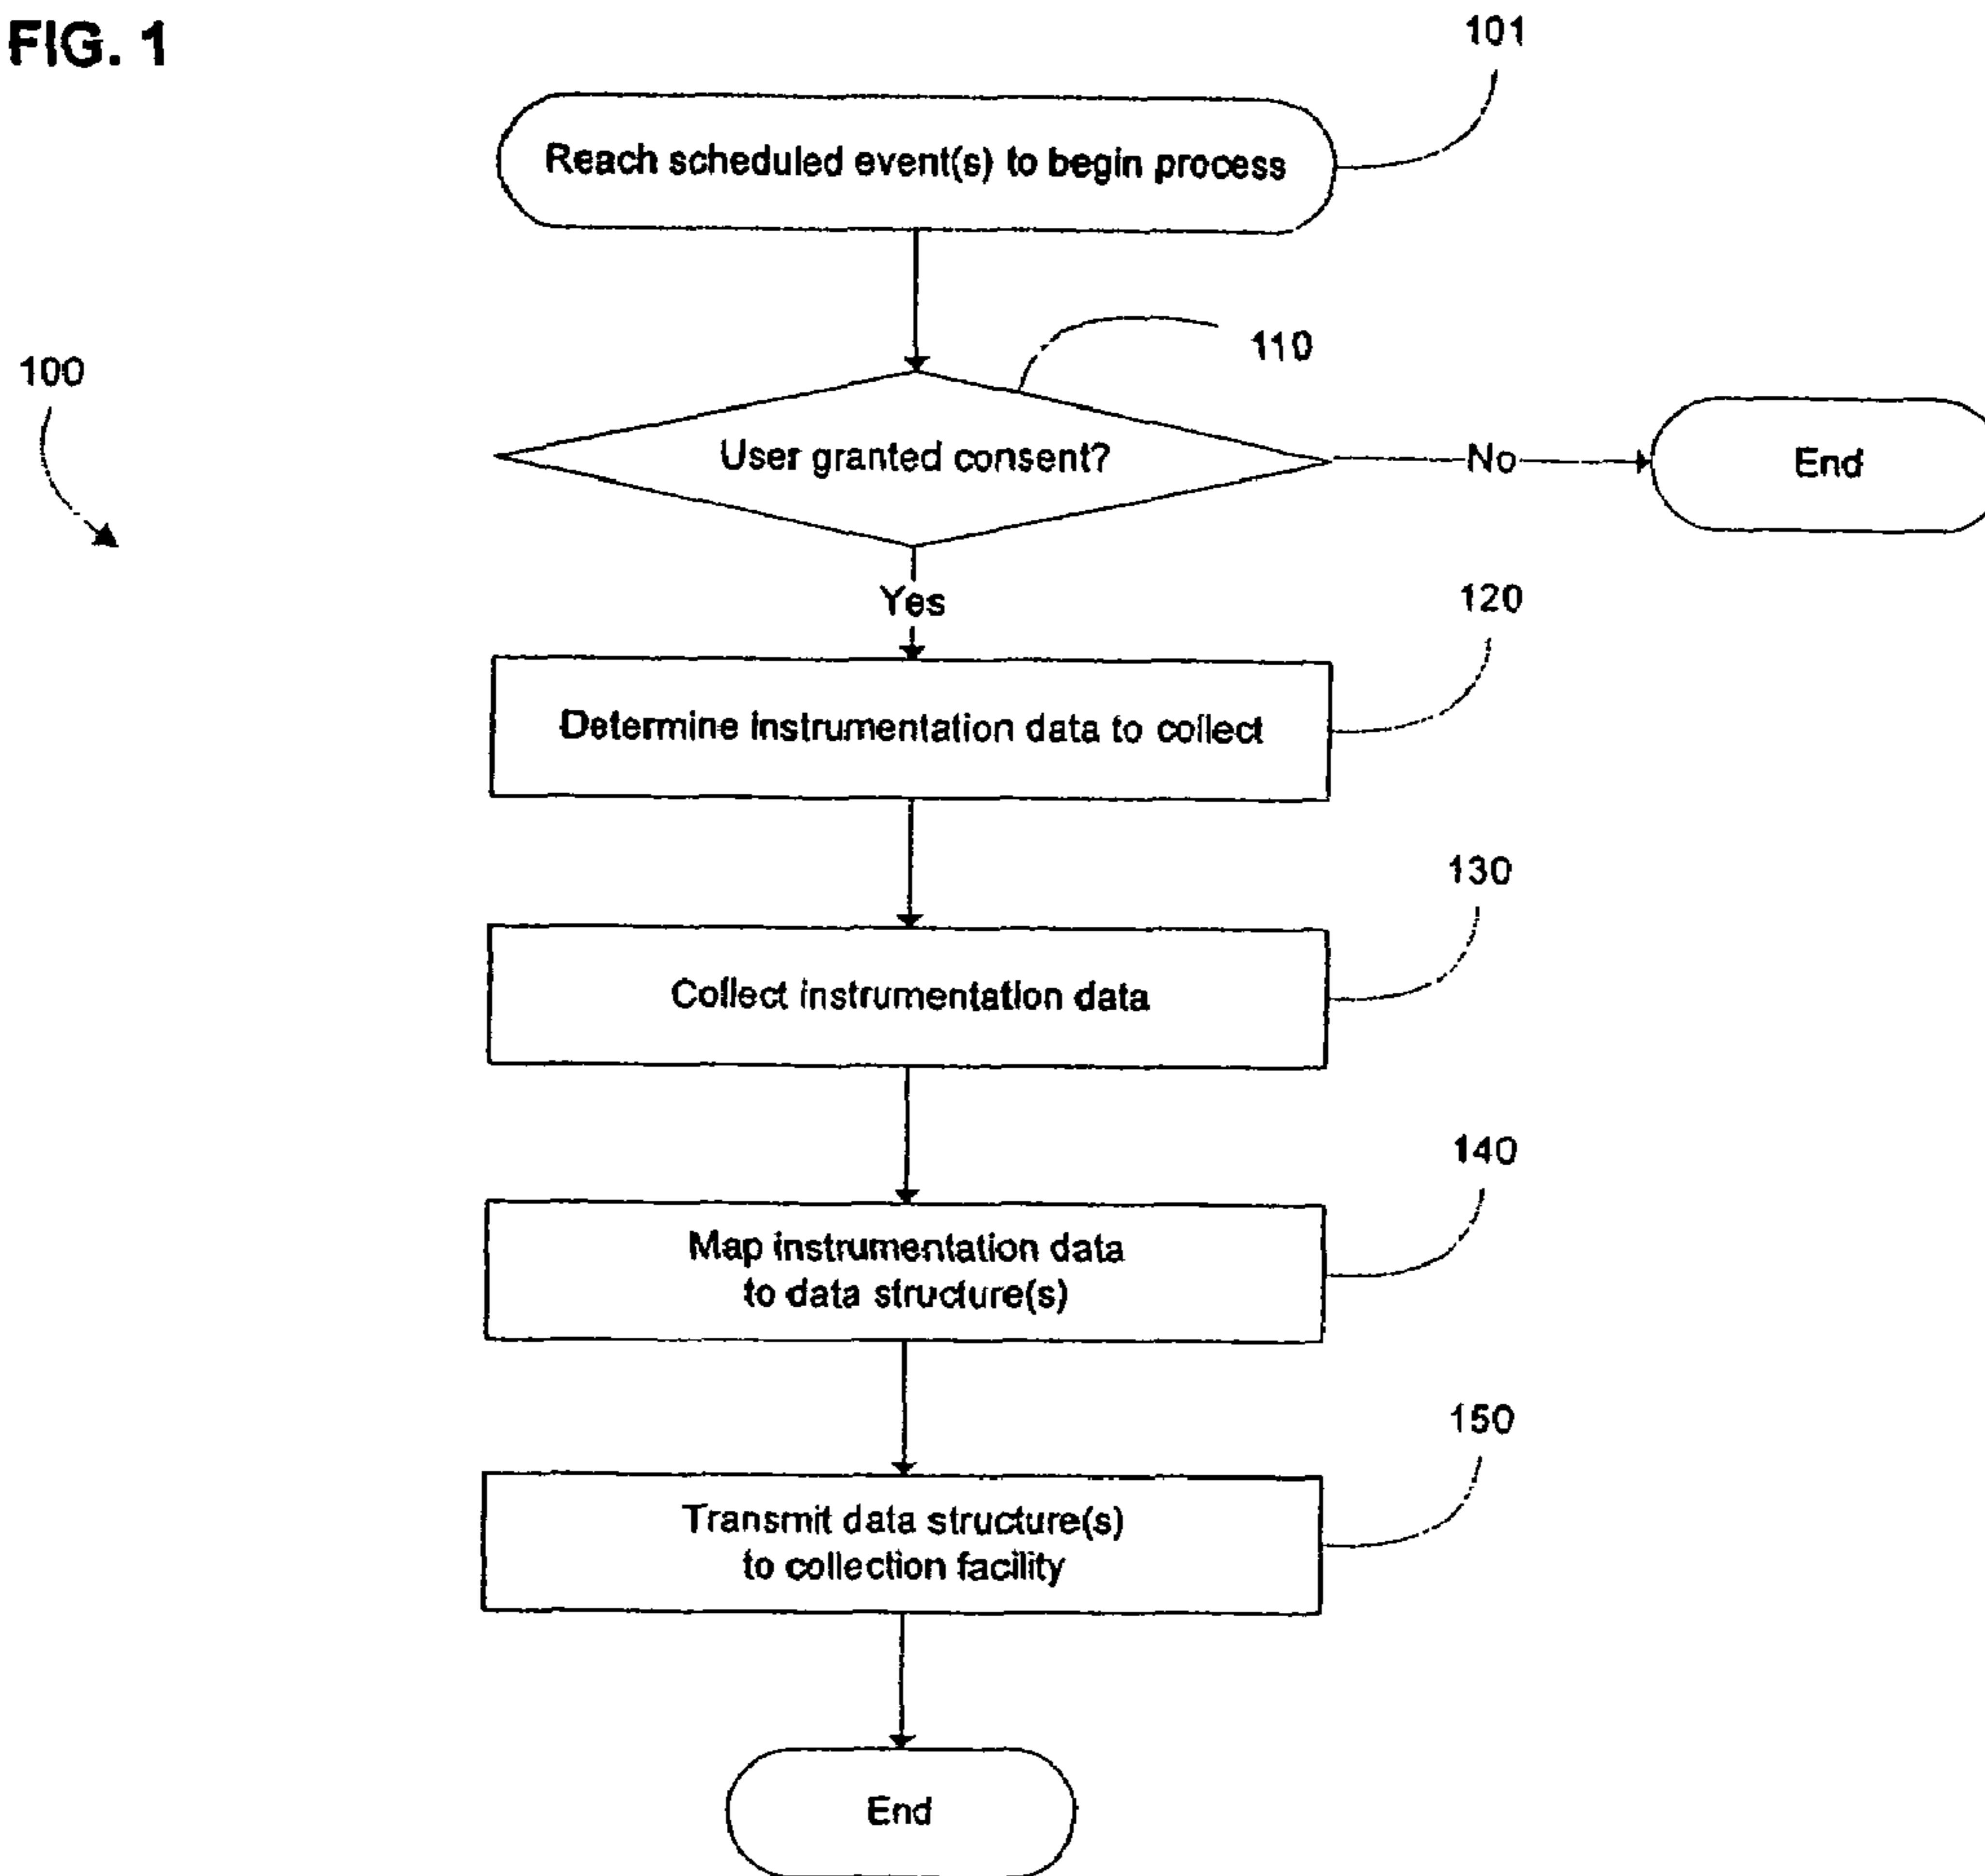 FIG. 1
101
Reach scheduled event(s) to begin process
110
100
User granted consent?
No
End
Yes
120
Determine instrumentation data to collect
130
Collect instrumentation data
140
Map instrumentation data
to data structure(s)
150
Transmit data structure(s)
to collection facility
End